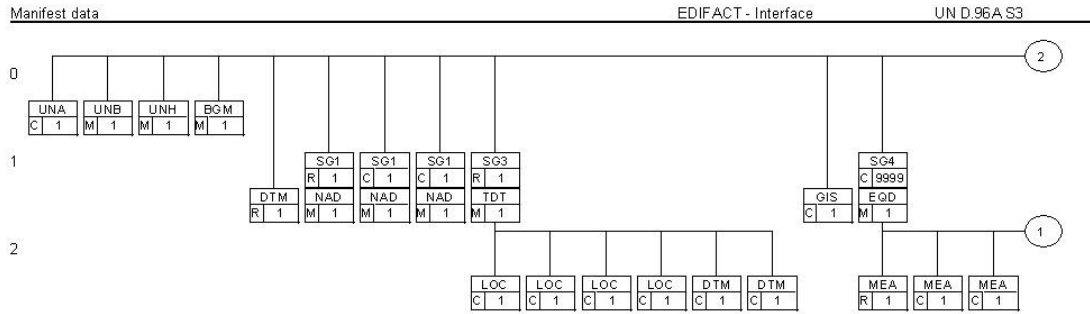 Manifest data EDIFACT - Interface UN D.96A S3
2
0
UNA UNB UNH BGM
C 1 M 1 M 1 M 1
1
SG1 SG1 SG1 SG3 SG4
R 1 C 1 C 1 R 1 C 9999
DTM NAD NAD NAD TDT GIS EQD
R 1 M 1 M 1 M 1 M 1 C 1 M 1
1
2
LOC LOC LOC LOC DTM DTM MEA MEA MEA
C 1 C 1 C 1 C 1 C 1 C 1 R 1 C 1 C 1